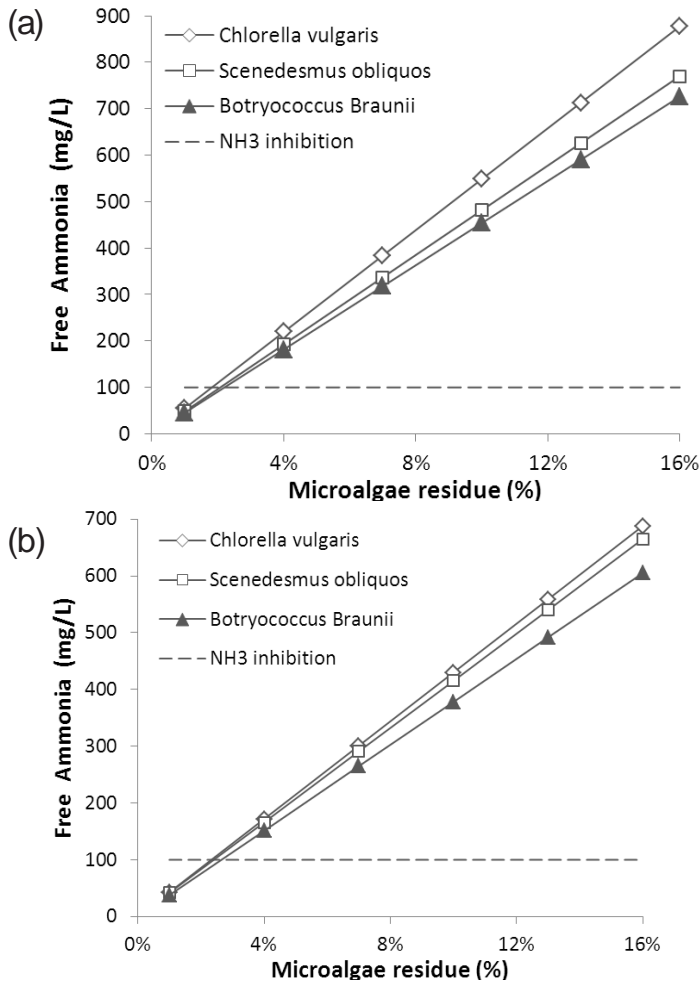 (a)
900
800
700
600
500
400
300
200
100
0
Free Ammonia (mg/L)
Chlorella vulgaris
Scenedesmus obliquos
Botryococcus Braunii
NH3 inhibition
0% 4% 8% 12% 16%
Microalgae residue (%)
(b)
700
600
500
400
300
200
100
0
Free Ammonia (mg/L)
Chlorella vulgaris
Scenedesmus obliquos
Botryococcus Braunii
NH3 inhibition
0% 4% 8% 12% 16%
Microalgae residue (%)